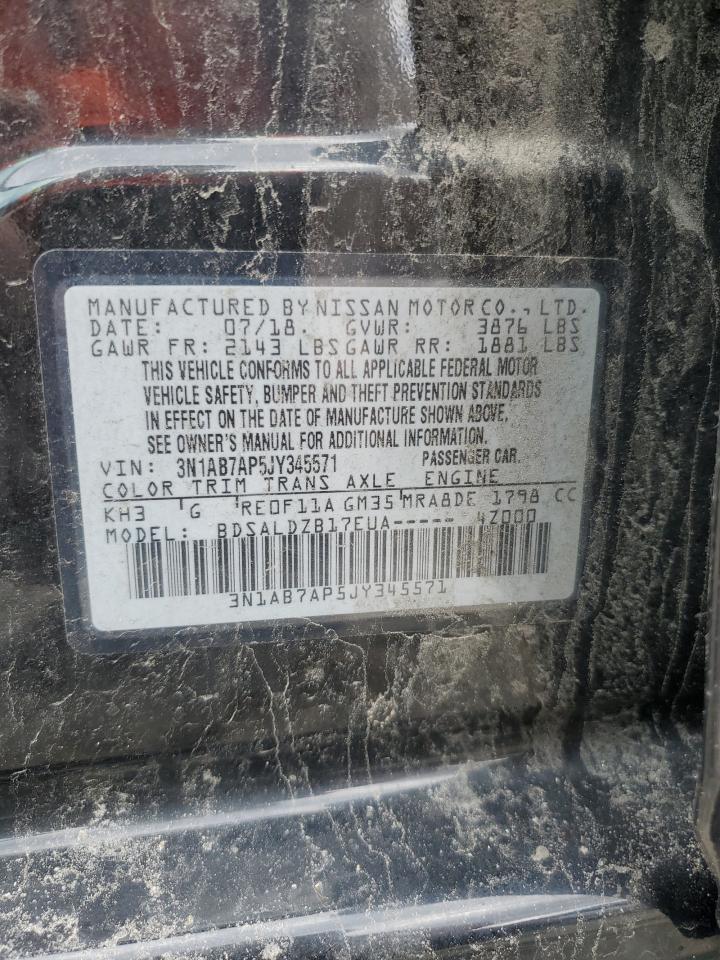 MANUFACTURED BY NISSAN MOTOR CO., LTD.
DATE: 07/18. GVWR: 3876 LBS
GAWR FR: 2143 LBS GAWR RR: 1881 LBS
THIS VEHICLE CONFORMS TO ALL APPLICABLE FEDERAL MOTOR
VEHICLE SAFETY, BUMPER AND THEFT PREVENTION STANDARDS
IN EFFECT ON THE DATE OF MANUFACTURE SHOWN ABOVE.
SEE OWNER'S MANUAL FOR ADDITIONAL INFORMATION.
VIN: 3N1AB7AP5JY345571 PASSENGER CAR.
COLOR TRIM TRANS AXLE ENGINE
KH3 G RE0F11A GM35 MRA8DE 1798 CC
MODEL: BDSALDZB17EUA----- 4Z000
3N1AB7AP5JY345571